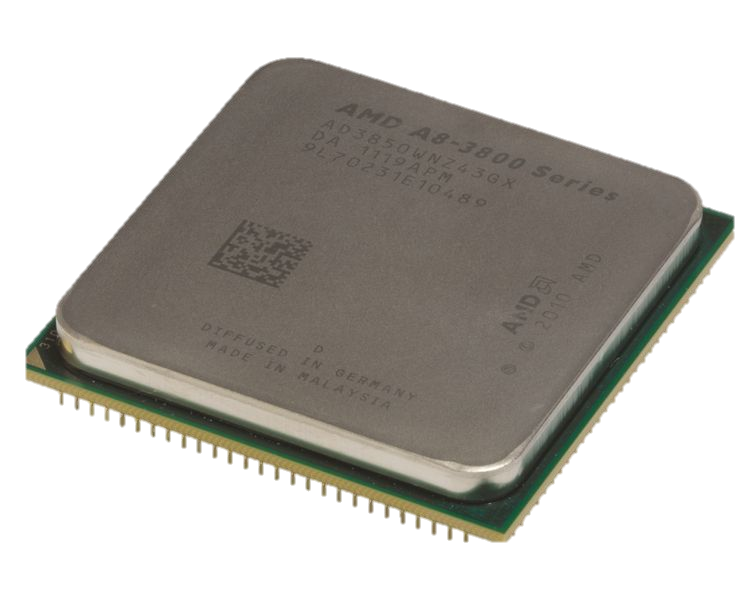 AMD A8-3800 Series
AD3850WNZ43GX
DA 1119APM
9L70231E10489
D
DIFFUSED IN GERMANY
MADE IN MALAYSIA
AMD
® © 2010 AMD